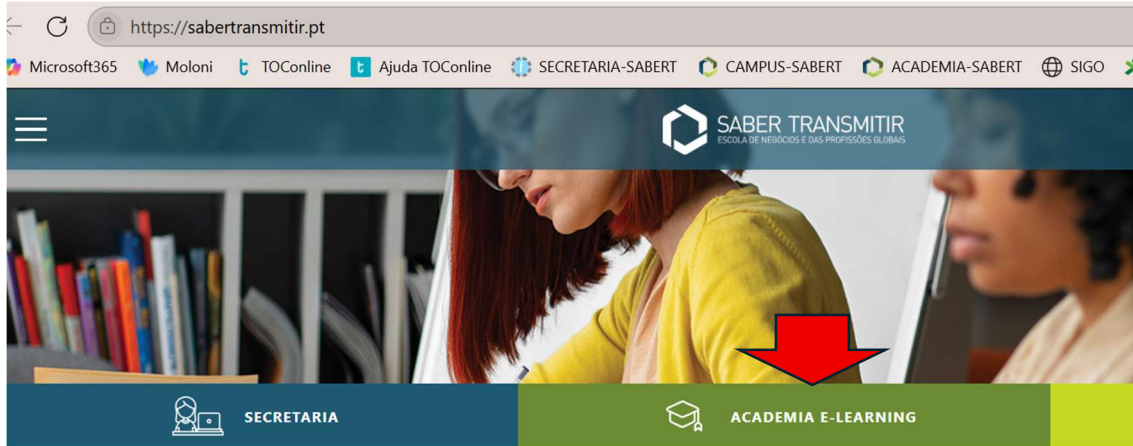 https://sabertransmitir.pt
Microsoft365 Moloni TOConline Ajuda TOConline SECRETARIA-SABERT CAMPUS-SABERT ACADEMIA-SABERT SIGO
SABER TRANSMITIR
ESCOLA DE NEGÓCIOS E DAS PROFISSÕES GLOBAIS
SECRETARIA ACADEMIA E-LEARNING